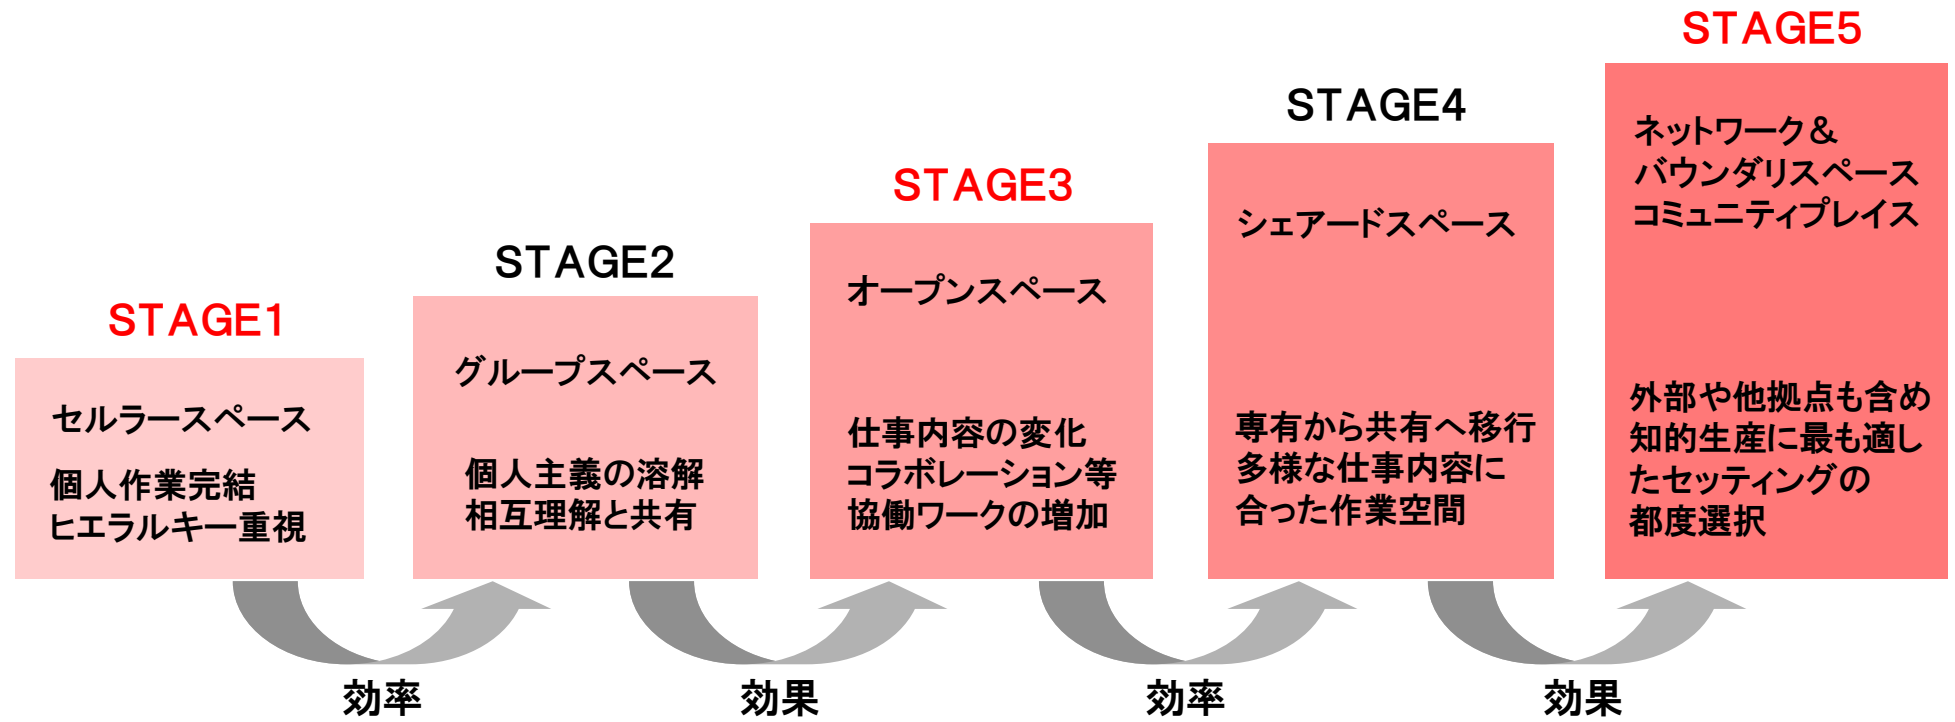 STAGE1
セルラースペース
個人作業完結
ヒエラルキー重視
STAGE2
グループスペース
個人主義の溶解
相互理解と共有
STAGE3
オープンスペース
仕事内容の変化
コラボレーション等
協働ワークの増加
STAGE4
シェアードスペース
専有から共有へ移行
多様な仕事内容に
合った作業空間
STAGE5
ネットワーク＆
バウンダリスペース
コミュニティプレイス
外部や他拠点も含め
知的生産に最も適し
たセッティングの
都度選択
効率
効果
効率
効果